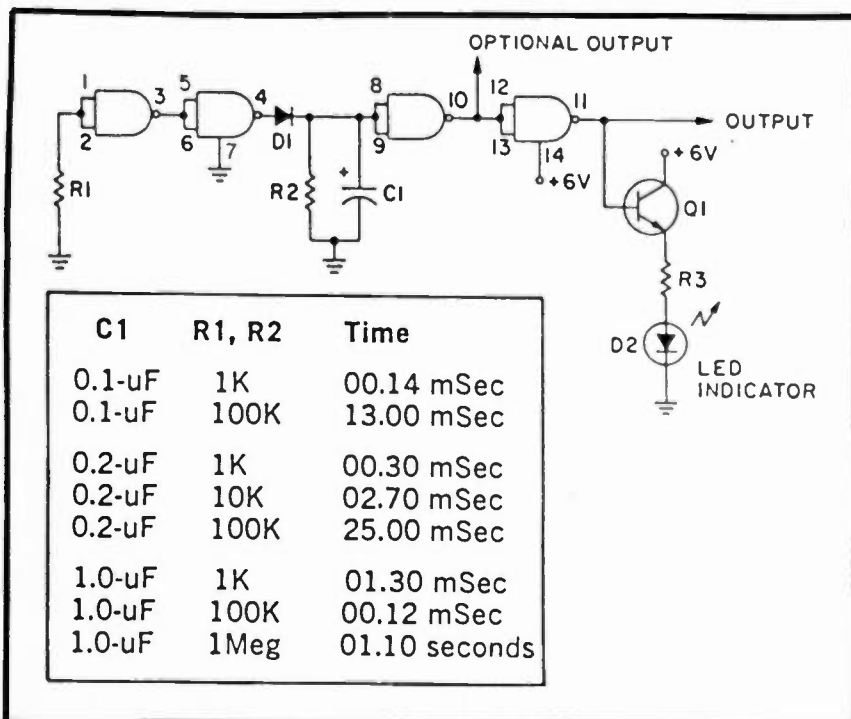 OPTIONAL OUTPUT
1
2
3
5
6
4
7
D1
8
9
10
12
13
11
14
+6V
OUTPUT
+6V
Q1
R1
R2
+
C1
R3
D2
LED
INDICATOR
C1 R1, R2 Time
0.1-uF 1K 00.14 mSec
0.1-uF 100K 13.00 mSec
0.2-uF 1K 00.30 mSec
0.2-uF 10K 02.70 mSec
0.2-uF 100K 25.00 mSec
1.0-uF 1K 01.30 mSec
1.0-uF 100K 00.12 mSec
1.0-uF 1Meg 01.10 seconds